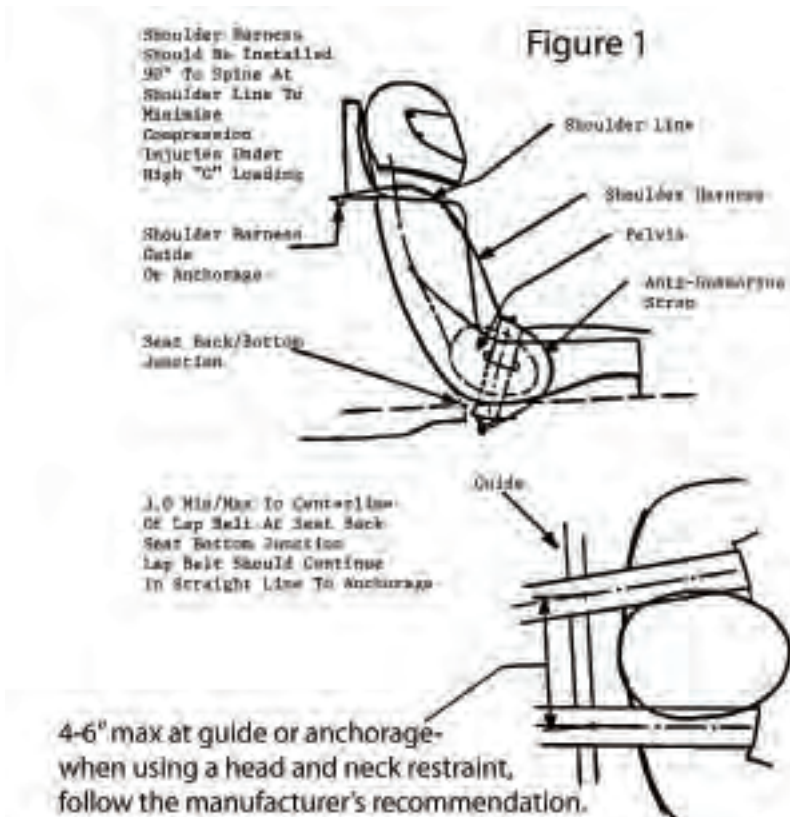 Figure 1
Shoulder Harness
Should Be Installed
90° To Spine At
Shoulder Line To
Minimise
Compression
Injuries Under
High "G" Loading
Shoulder Line
Shoulder Harness
Pelvis
Shoulder Harness
Guide
Or Anchorage
Anti-Submarine
Strap
Seat Back/Bottom
Junction
Guide
Min/Max To Centerline
Of Lap Belt At Seat Back
Seat Bottom Junction
Lap Belt Should Continue
In Straight Line To Anchorage
4-6" max at guide or anchorage-
when using a head and neck restraint,
follow the manufacturer's recommendation.